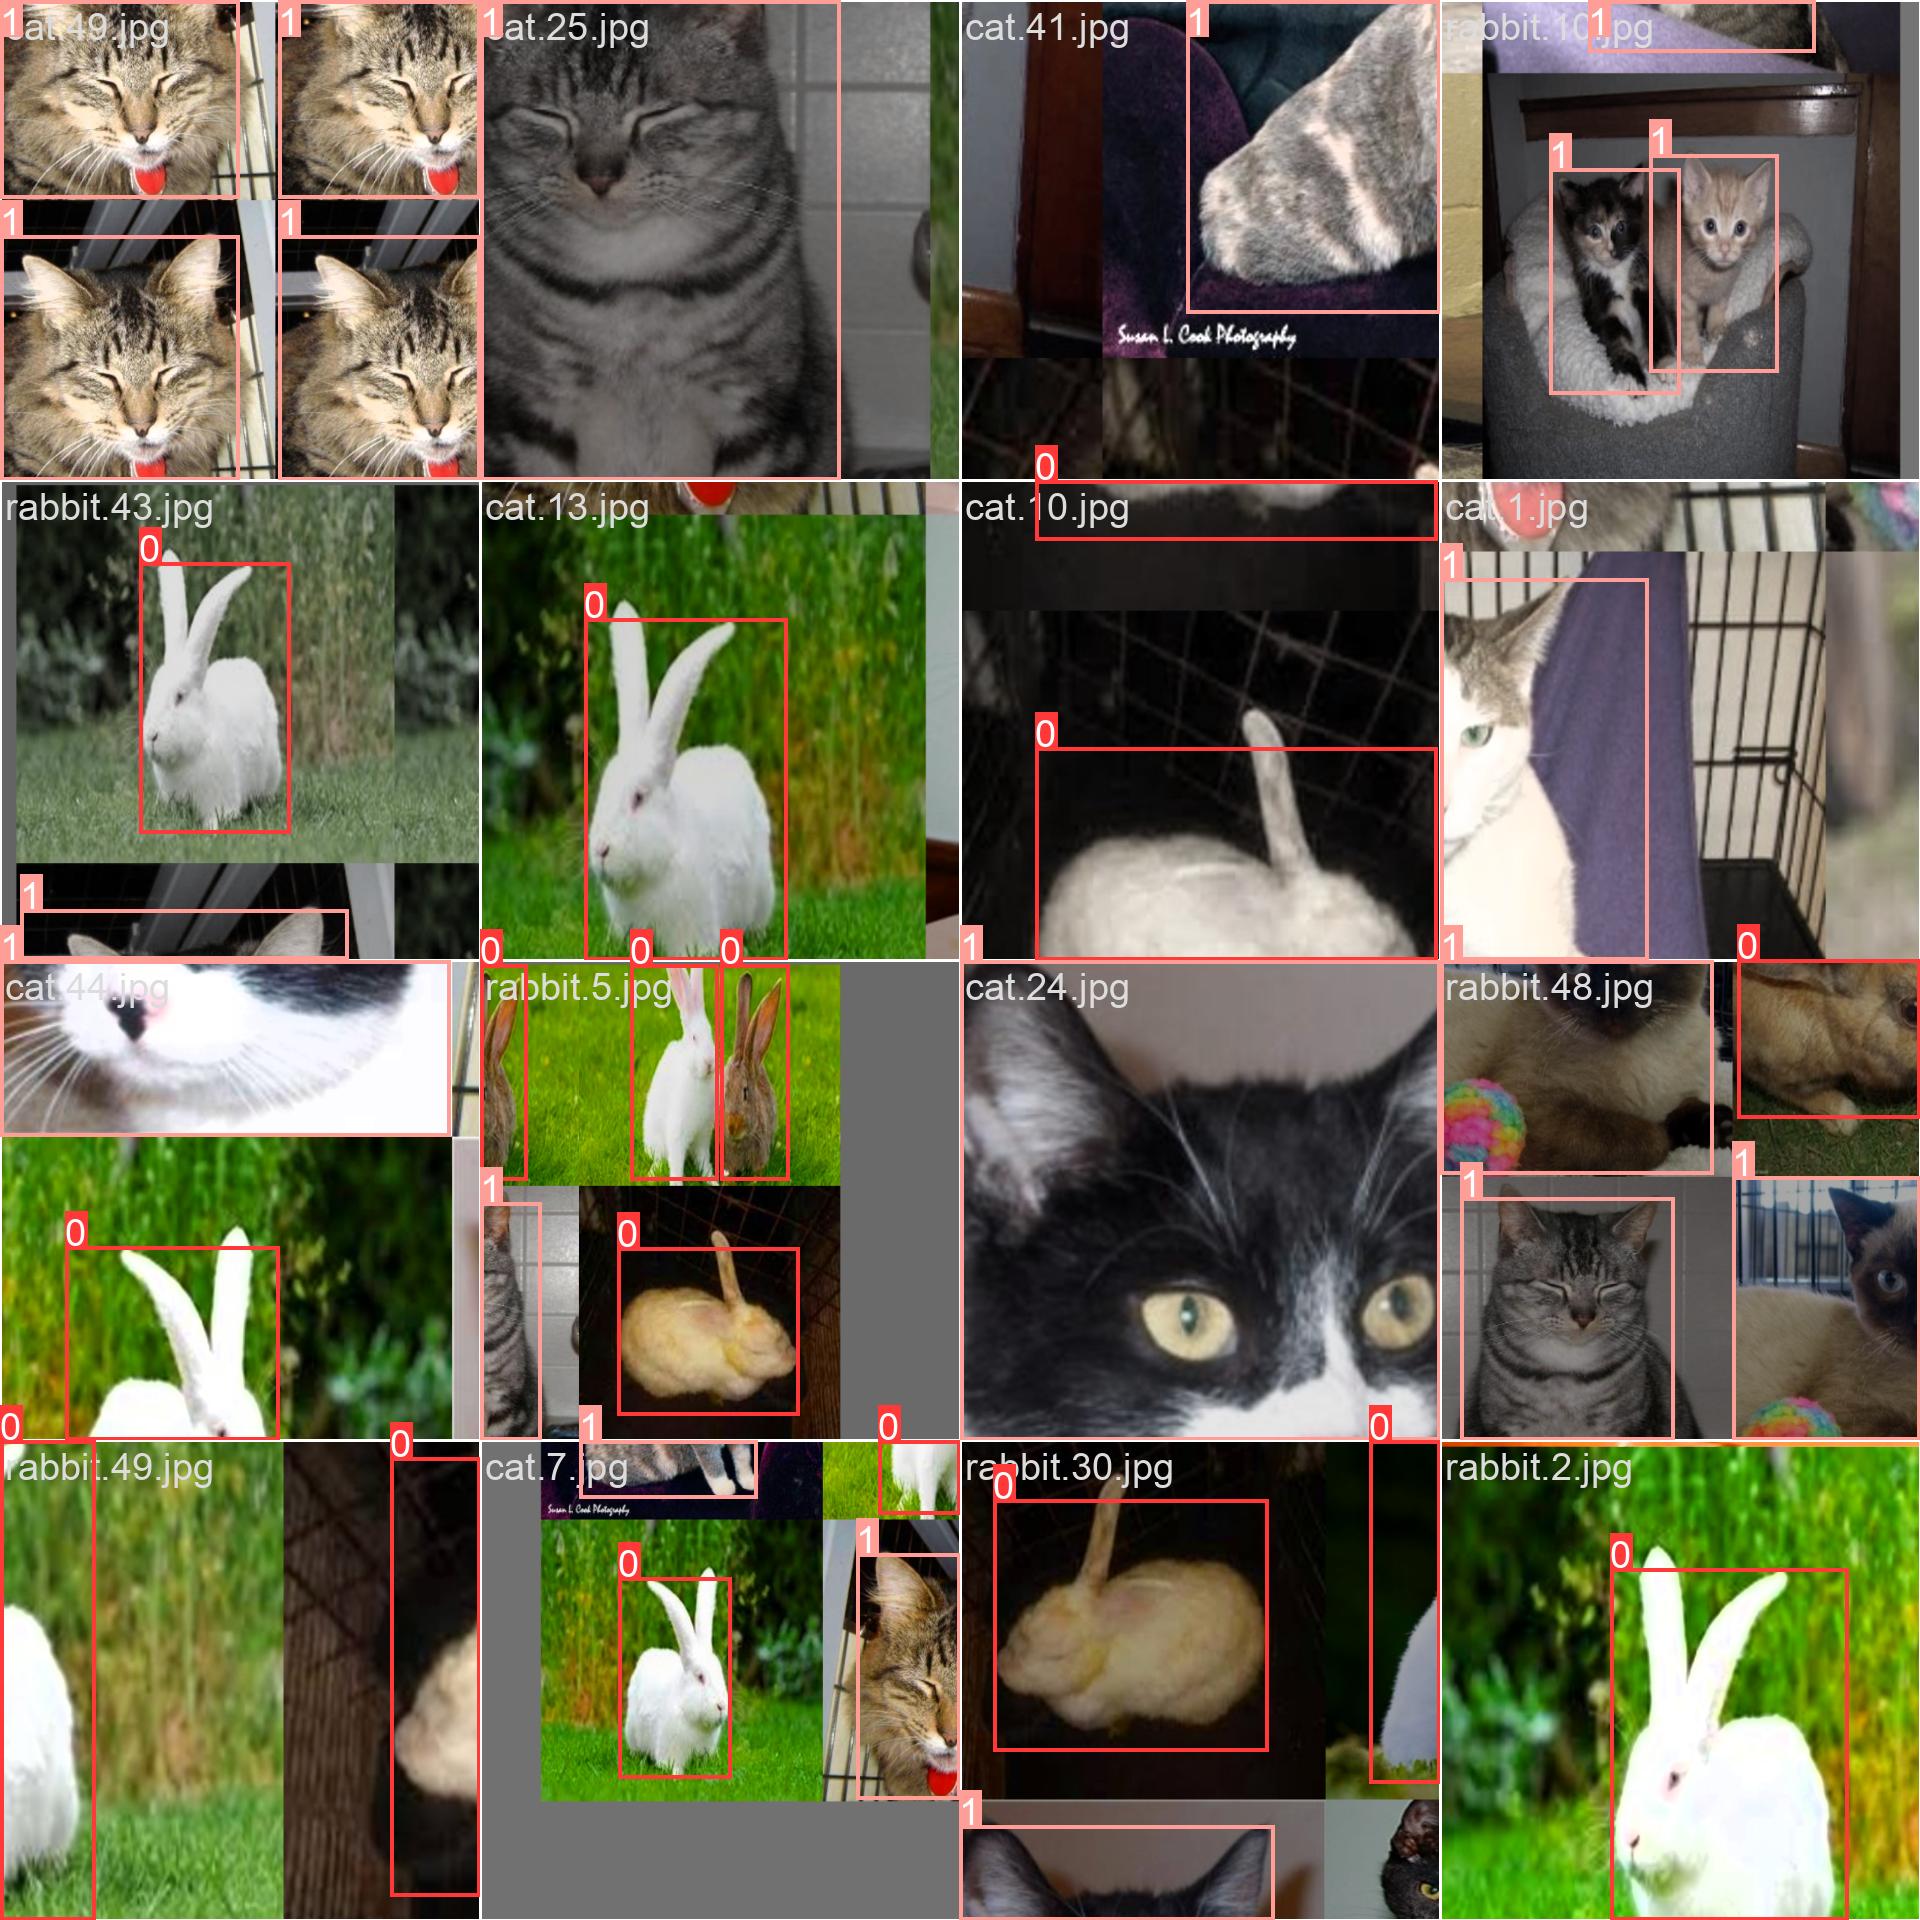 1
cat.49.jpg
1
1
cat.25.jpg
cat.41.jpg
1
rabbit.10.jpg
1
1
1
1
1
Susan L. Cook Photography
0
rabbit.43.jpg
0
cat.13.jpg
0
cat.10.jpg
0
cat.1.jpg
1
1
1
0
0
0
1
1
0
cat.44.jpg
rabbit.5.jpg
cat.24.jpg
rabbit.48.jpg
0
1
0
1
1
0
0
1
0
0
rabbit.49.jpg
cat.7.jpg
Susan L. Cook Photography
rabbit.30.jpg
0
rabbit.2.jpg
0
1
0
1